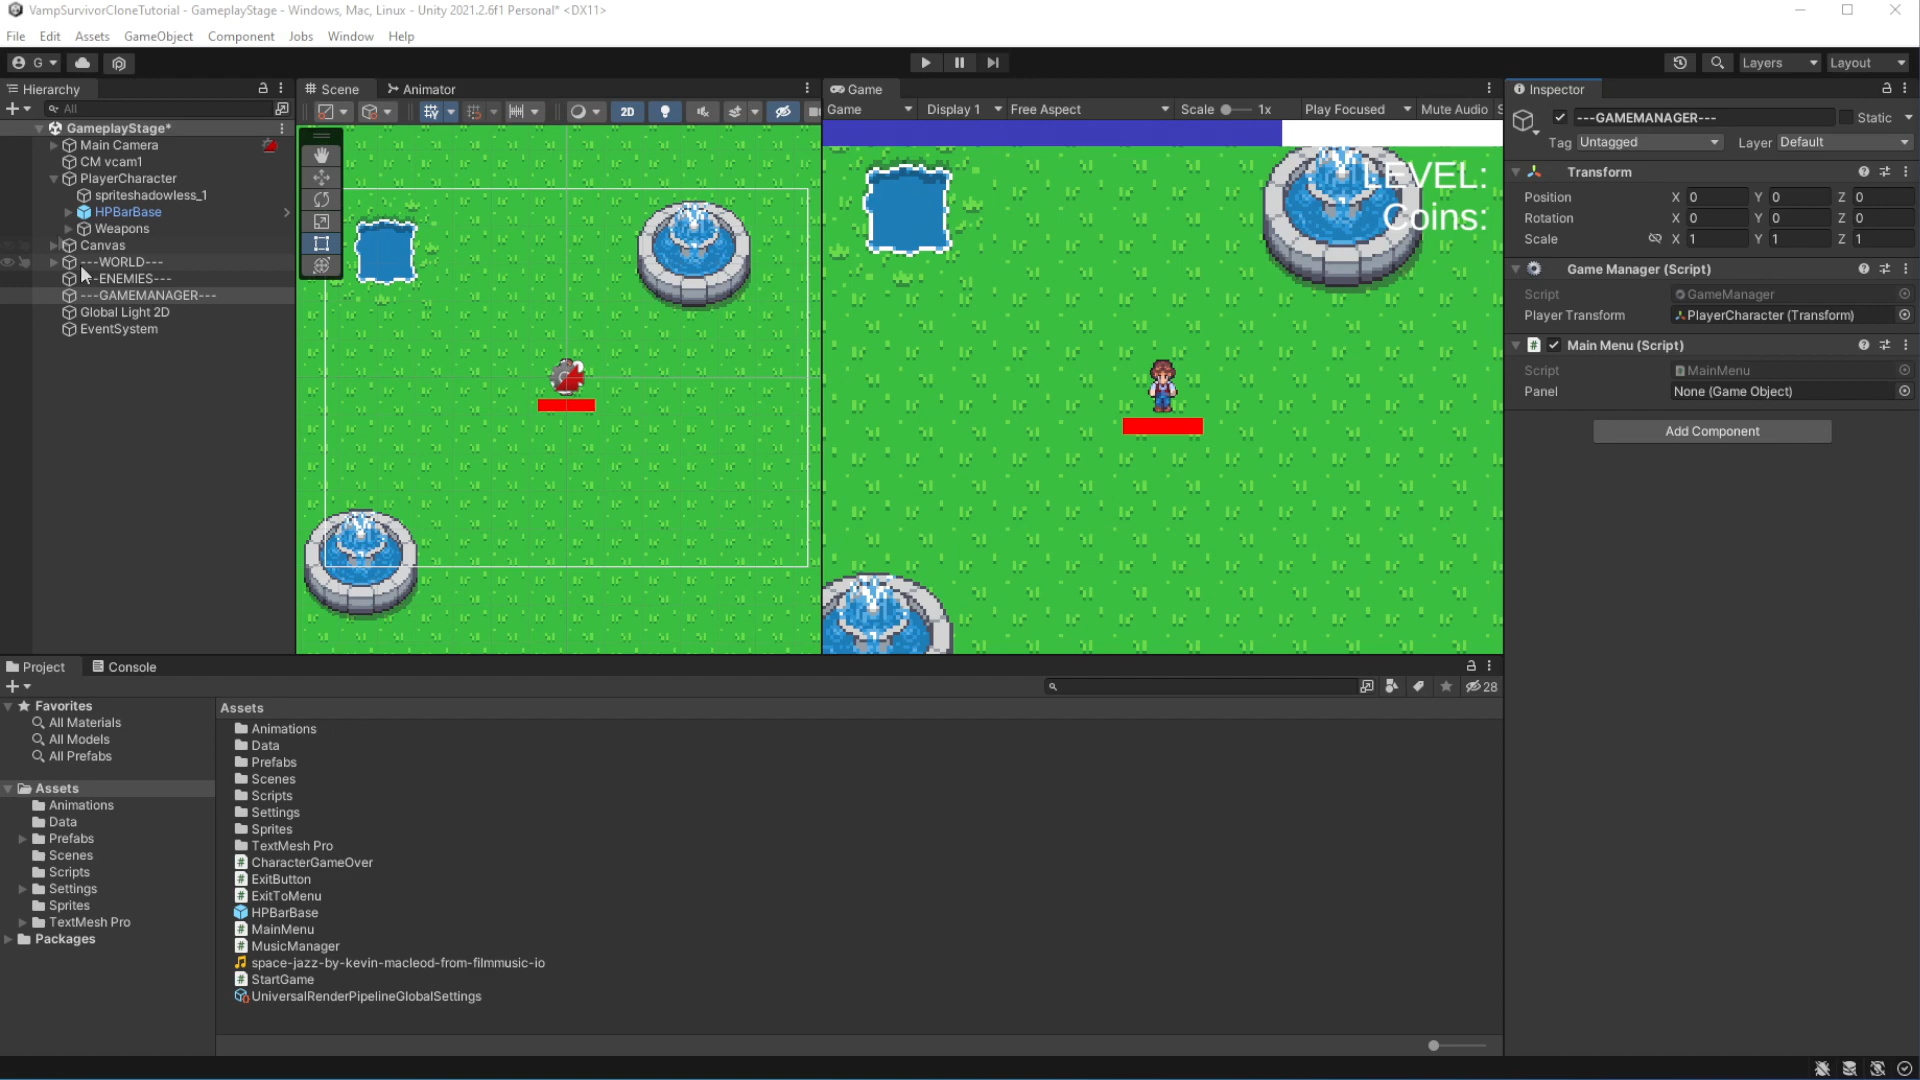 VampSurvivorCloneTutorial - GameplayStage - Windows, Mac, Linux - Unity 2021.2.6f1 Personal* <DX11>
File Edit Assets GameObject Component Jobs Window Help
G Layers Layout
Hierarchy
All
GameplayStage*
Main Camera
CM vcam1
PlayerCharacter
spriteshadowless_1
HPBarBase
Weapons
Canvas
---WORLD---
--ENEMIES---
---GAMEMANAGER---
Global Light 2D
EventSystem
Scene Animator
2D
Game
Game Display 1 Free Aspect Scale 1x Play Focused Mute Audio S
LEVEL:
Coins:
Inspector
---GAMEMANAGER--- Static
Tag Untagged Layer Default
Transform
Position X 0 Y 0 Z 0
Rotation X 0 Y 0 Z 0
Scale X 1 Y 1 Z 1
Game Manager (Script)
Script GameManager
Player Transform PlayerCharacter (Transform)
Main Menu (Script)
Script MainMenu
Panel None (Game Object)
Add Component
Project Console
28
Favorites
All Materials
All Models
All Prefabs
Assets
Animations
Data
Prefabs
Scenes
Scripts
Settings
Sprites
TextMesh Pro
Packages
Assets
Animations
Data
Prefabs
Scenes
Scripts
Settings
Sprites
TextMesh Pro
CharacterGameOver
ExitButton
ExitToMenu
HPBarBase
MainMenu
MusicManager
space-jazz-by-kevin-macleod-from-filmmusic-io
StartGame
UniversalRenderPipelineGlobalSettings